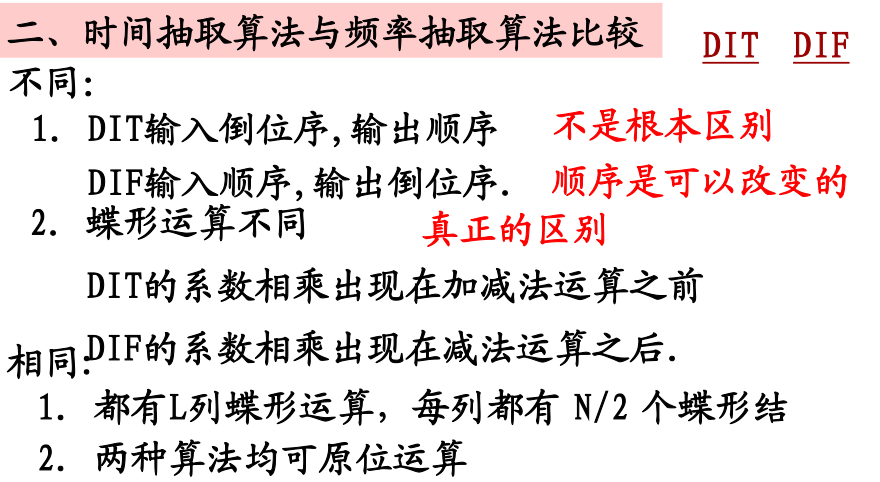 二、时间抽取算法与频率抽取算法比较
DIT DIF
不同:
1. DIT输入倒位序,输出顺序 不是根本区别
DIF输入顺序,输出倒位序. 顺序是可以改变的
2. 蝶形运算不同 真正的区别
DIT的系数相乘出现在加减法运算之前
DIF的系数相乘出现在减法运算之后.
相同:
1. 都有L列蝶形运算, 每列都有 N/2 个蝶形结
2. 两种算法均可原位运算